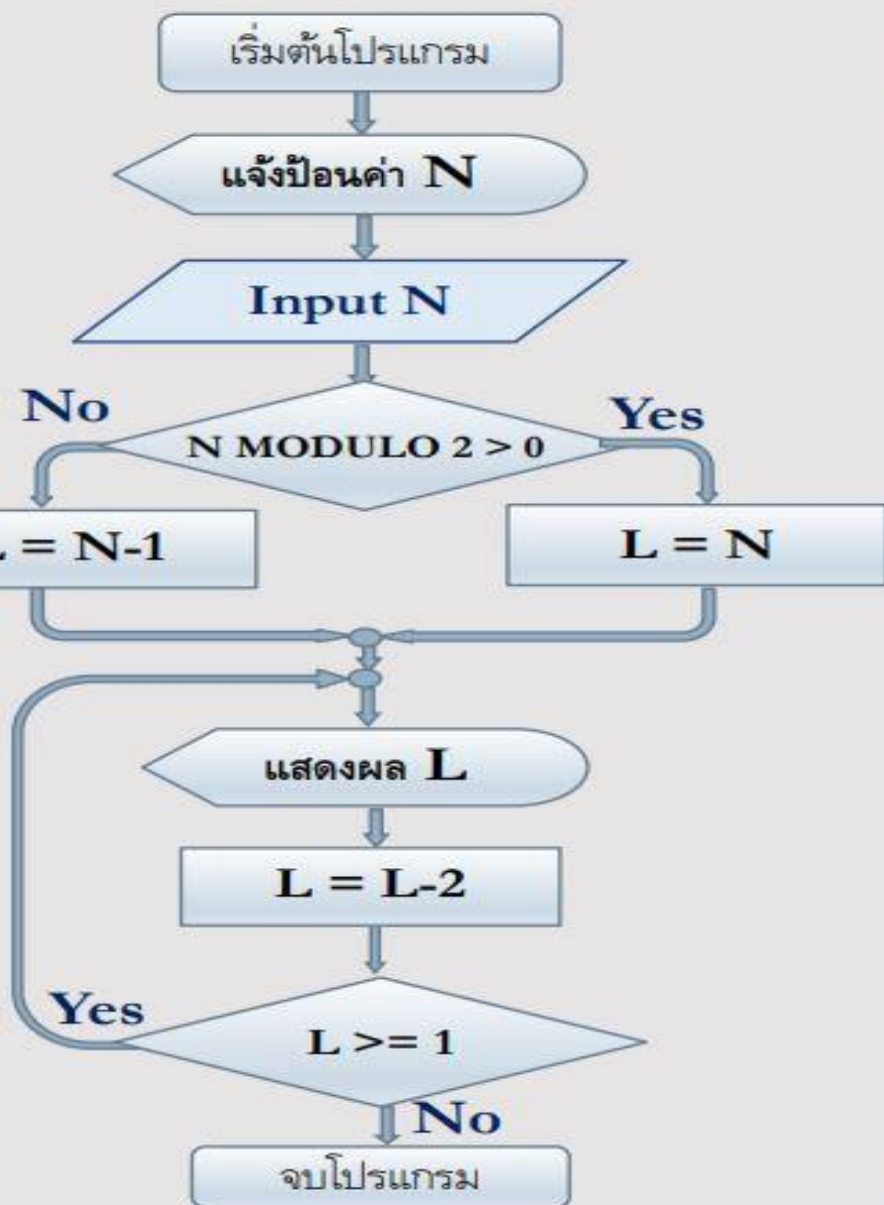 เริ่มต้นโปรแกรม
แจ้งป้อนค่า N
Input N
No
Yes
N MODULO 2 > 0
= N-1
L = N
แสดงผล L
L = L-2
Yes
L >= 1
No
จบโปรแกรม